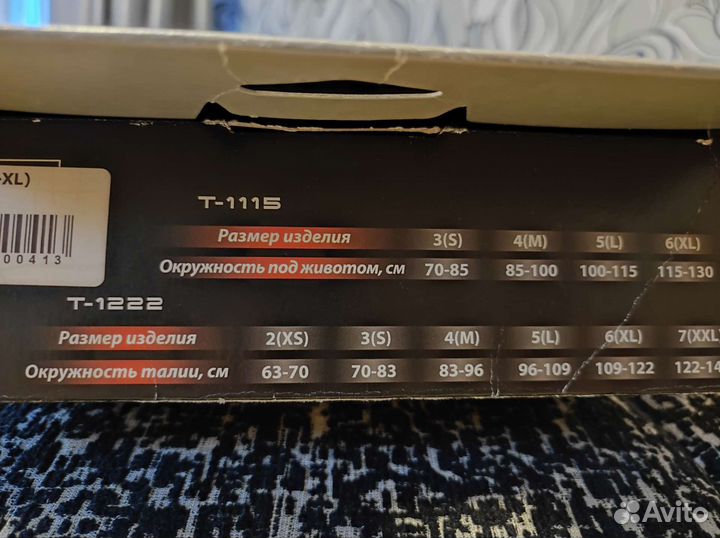 -XL)
00413
T-1115
Размер изделия 3(S) 4(M) 5(L) 6(XL)
Окружность под животом, см 70-85 85-100 100-115 115-130
T-1222
Размер изделия 2(XS) 3(S) 4(M) 5(L) 6(XL) 7(XXL)
Окружность талии, см 63-70 70-83 83-96 96-109 109-122 122-14
Avito